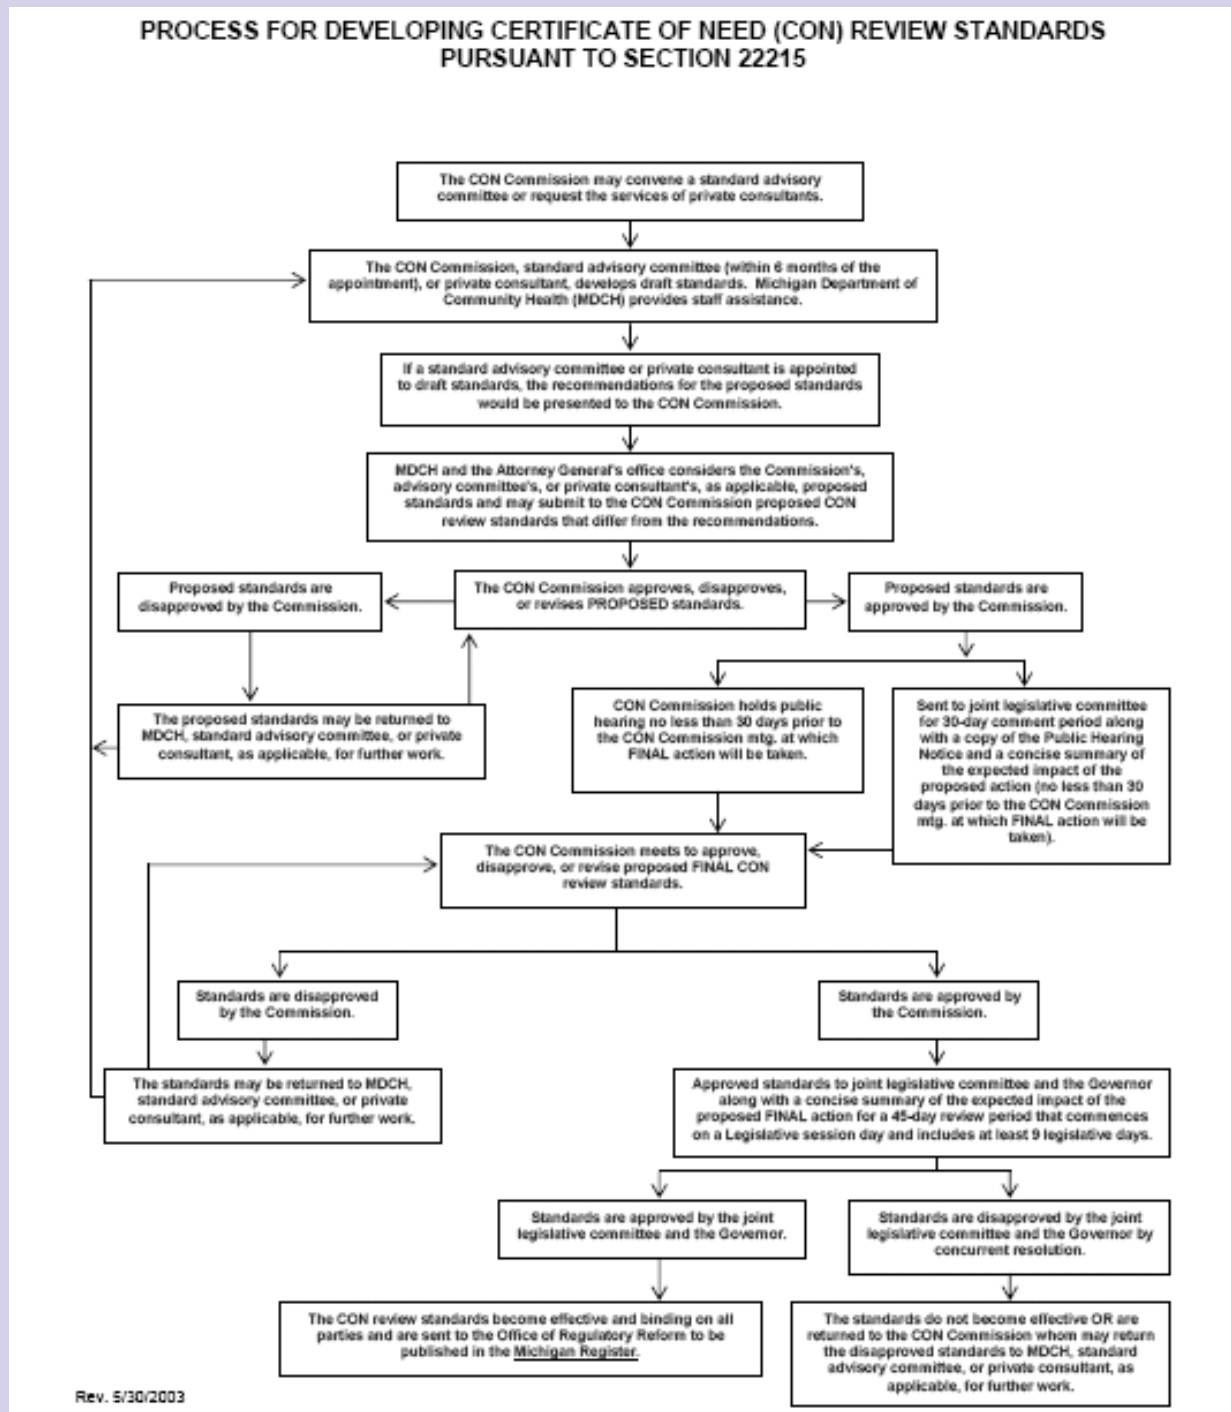 PROCESS FOR DEVELOPING CERTIFICATE OF NEED (CON) REVIEW STANDARDS
PURSUANT TO SECTION 22215
The CON Commission may convene a standard advisory
committee or request the services of private consultants.
The CON Commission, standard advisory committee (within 6 months of the
appointment), or private consultant, develops draft standards. Michigan Department of
Community Health (MDCH) provides staff assistance.
If a standard advisory committee or private consultant is appointed
to draft standards, the recommendations for the proposed standards
would be presented to the CON Commission.
MDCH and the Attorney General's office considers the Commission's,
advisory committee's, or private consultant's, as applicable, proposed
standards and may submit to the CON Commission proposed CON
review standards that differ from the recommendations.
Proposed standards are
disapproved by the Commission.
The CON Commission approves, disapproves,
or revises PROPOSED standards.
Proposed standards are
approved by the Commission.
The proposed standards may be returned to
MDCH, standard advisory committee, or private
consultant, as applicable, for further work.
CON Commission holds public
hearing no less than 30 days prior to
the CON Commission mtg. at which
FINAL action will be taken.
Sent to joint legislative committee
for 30-day comment period along
with a copy of the Public Hearing
Notice and a concise summary of
the expected impact of the
proposed action (no less than 30
days prior to the CON Commission
mtg. at which FINAL action will be
taken).
The CON Commission meets to approve,
disapprove, or revise proposed FINAL CON
review standards.
Standards are disapproved
by the Commission.
Standards are approved by
the Commission.
The standards may be returned to MDCH,
standard advisory committee, or private
consultant, as applicable, for further work.
Approved standards to joint legislative committee and the Governor
along with a concise summary of the expected impact of the
proposed FINAL action for a 45-day review period that commences
on a Legislative session day and includes at least 9 legislative days.
Standards are approved by the joint
legislative committee and the Governor.
Standards are disapproved by the joint
legislative committee and the Governor by
concurrent resolution.
The CON review standards become effective and binding on all
parties and are sent to the Office of Regulatory Reform to be
published in the Michigan Register.
The standards do not become effective OR are
returned to the CON Commission whom may return
the disapproved standards to MDCH, standard
advisory committee, or private consultant, as
applicable, for further work.
Rev. 5/30/2003